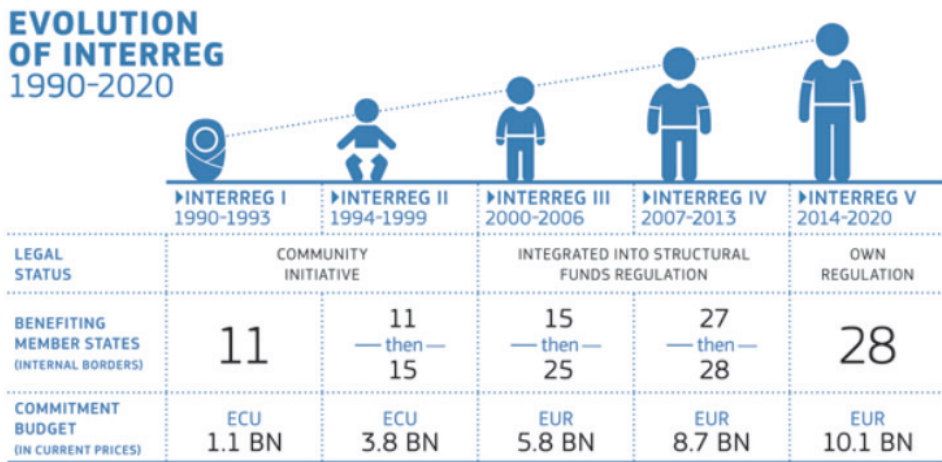 EVOLUTION
OF INTERREG
1990-2020
▶INTERREG I
1990-1993
▶INTERREG II
1994-1999
▶INTERREG III
2000-2006
▶INTERREG IV
2007-2013
▶INTERREG V
2014-2020
LEGAL
STATUS
COMMUNITY
INITIATIVE
INTEGRATED INTO STRUCTURAL
FUNDS REGULATION
OWN
REGULATION
BENEFITING
MEMBER STATES
(INTERNAL BORDERS)
11
11
— then —
15
15
— then —
25
27
— then —
28
28
COMMITMENT
BUDGET
(IN CURRENT PRICES)
ECU
1.1 BN
ECU
3.8 BN
EUR
5.8 BN
EUR
8.7 BN
EUR
10.1 BN